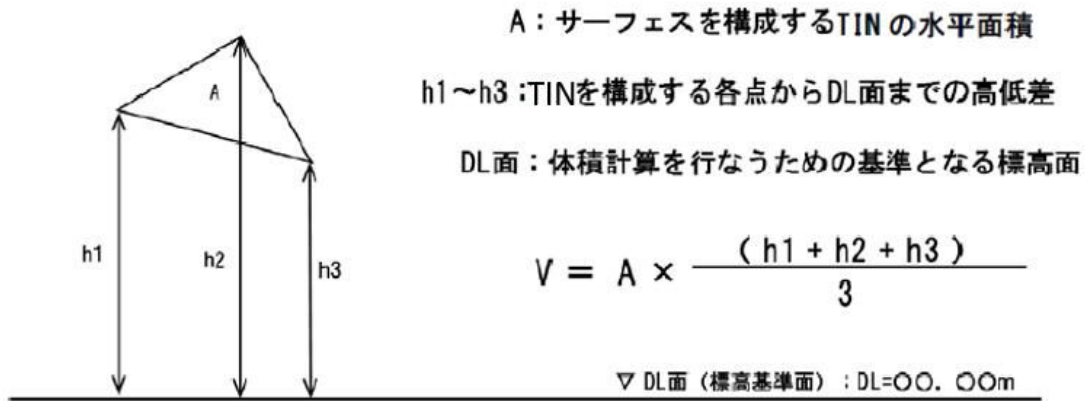 A：サーフェスを構成するTINの水平面積
A
h1～h3：TINを構成する各点からDL面までの高低差
DL面：体積計算を行なうための基準となる標高面
h1
h2
h3
V = A × (h1+h2+h3) / 3
▽ DL面（標高基準面）：DL=〇〇. 〇〇m